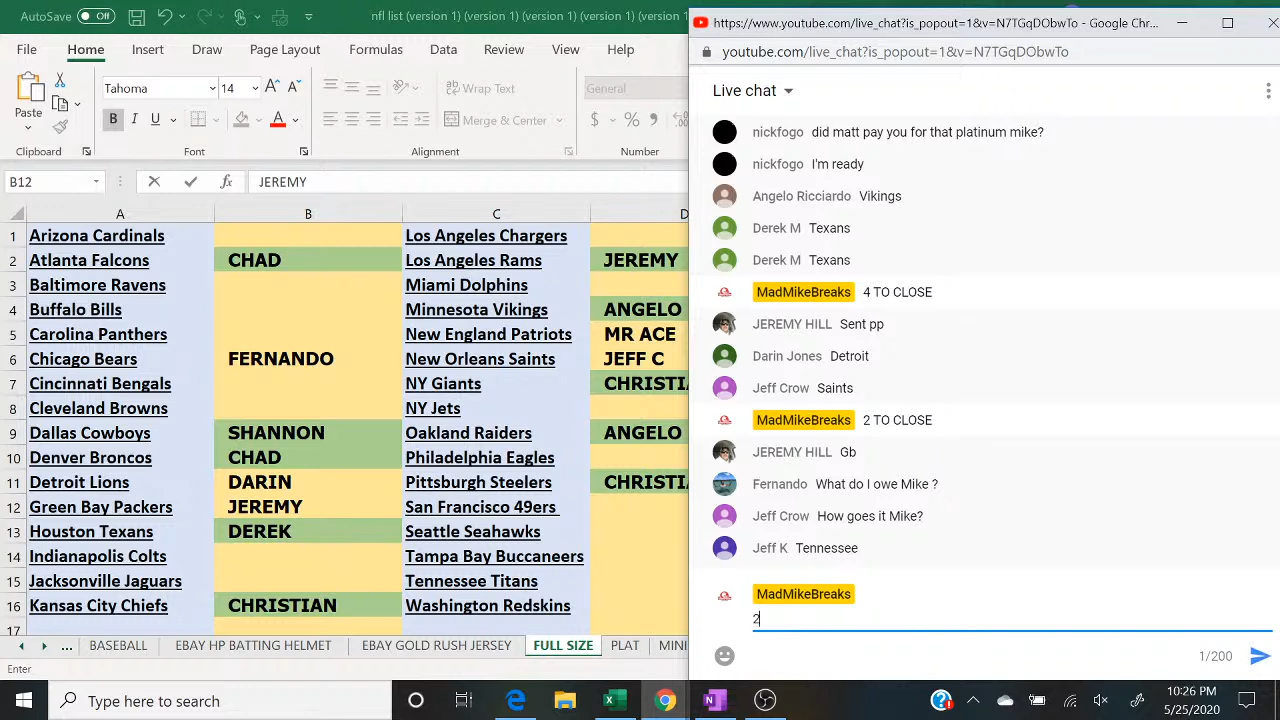 AutoSave Off
nfl list (version 1) (version 1) (version 1) (version
https://www.youtube.com/live_chat?is_popout=1&v=N7TGqDObwTo - Google Chr...
youtube.com/live_chat?is_popout=1&v=N7TGqDObwTo
File Home Insert Draw Page Layout Formulas Data Review View Help
Paste
Tahoma 14
Wrap Text
Merge & Center
General
Clipboard Font Alignment Number
B12 JEREMY
A B C D
1 Arizona Cardinals Los Angeles Chargers
2 Atlanta Falcons CHAD Los Angeles Rams JEREMY
3 Baltimore Ravens Miami Dolphins
4 Buffalo Bills Minnesota Vikings ANGELO
5 Carolina Panthers New England Patriots MR ACE
6 Chicago Bears FERNANDO New Orleans Saints JEFF C
7 Cincinnati Bengals NY Giants CHRISTIA
8 Cleveland Browns NY Jets
9 Dallas Cowboys SHANNON Oakland Raiders ANGELO
10 Denver Broncos CHAD Philadelphia Eagles
11 Detroit Lions DARIN Pittsburgh Steelers CHRISTIA
12 Green Bay Packers JEREMY San Francisco 49ers
13 Houston Texans DEREK Seattle Seahawks
14 Indianapolis Colts Tampa Bay Buccaneers
15 Jacksonville Jaguars Tennessee Titans
16 Kansas City Chiefs CHRISTIAN Washington Redskins
17
... BASEBALL EBAY HP BATTING HELMET EBAY GOLD RUSH JERSEY FULL SIZE PLAT MINI
Enter
Live chat
nickfogo did matt pay you for that platinum mike?
nickfogo I'm ready
Angelo Ricciardo Vikings
Derek M Texans
Derek M Texans
MadMikeBreaks 4 TO CLOSE
JEREMY HILL Sent pp
Darin Jones Detroit
Jeff Crow Saints
MadMikeBreaks 2 TO CLOSE
JEREMY HILL Gb
Fernando What do I owe Mike ?
Jeff Crow How goes it Mike?
Jeff K Tennessee
MadMikeBreaks
2
1/200
Type here to search
10:26 PM
5/25/2020